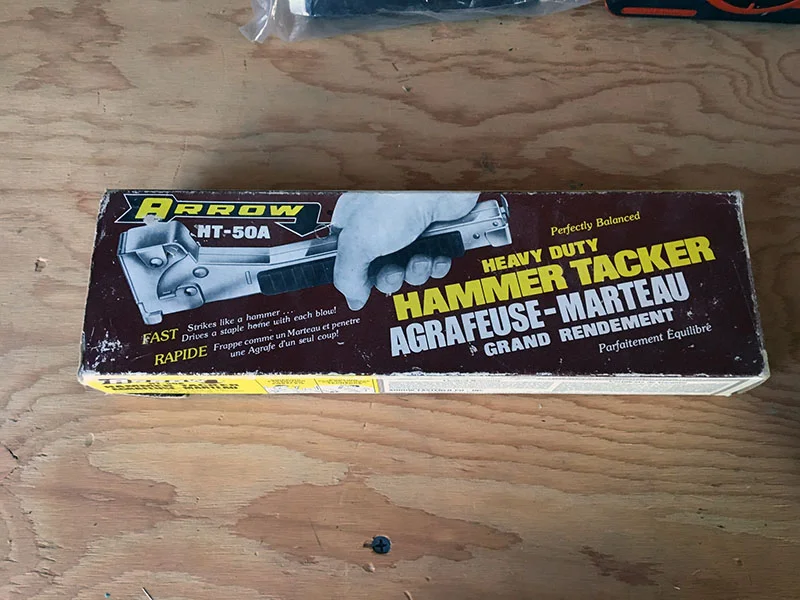 ARROW
HT-50A
Perfectly Balanced
HEAVY DUTY
HAMMER TACKER
AGRAFEUSE-MARTEAU
GRAND RENDEMENT
Parfaitement Équilibré
FAST
Strikes like a hammer ...
Drives a staple home with each blow!
RAPIDE
Frappe comme un Marteau et penetre
une Agrafe d'un seul coup!